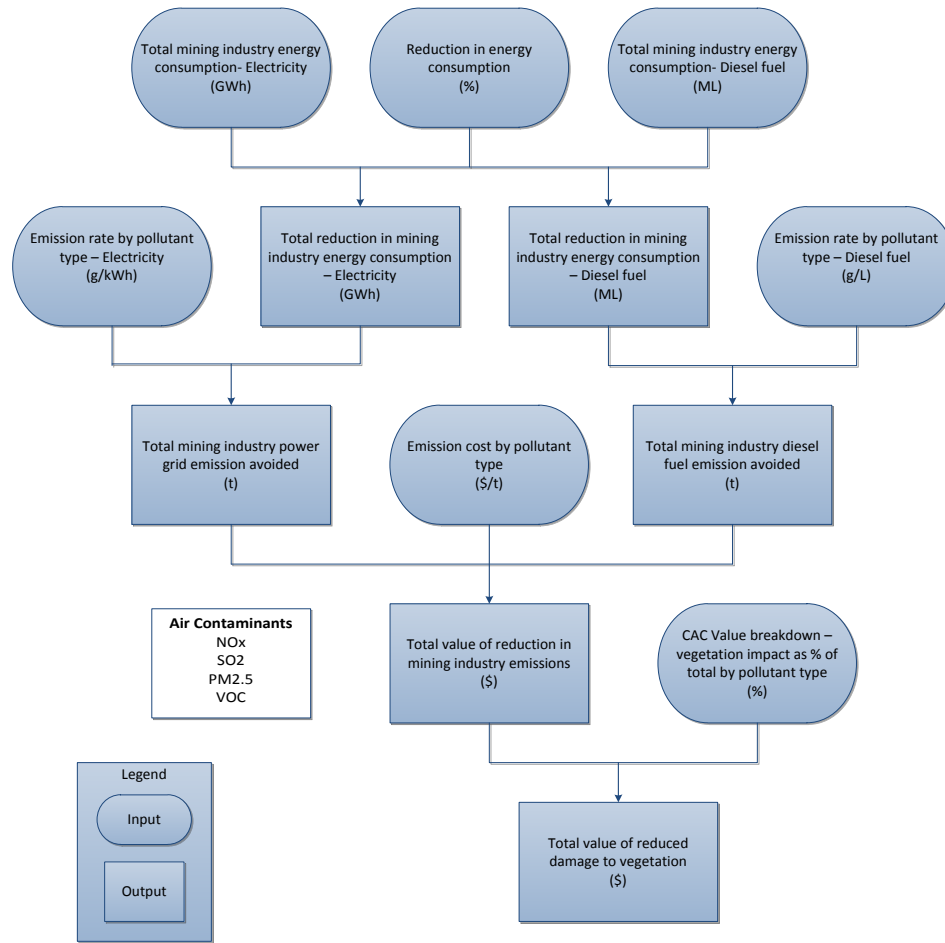 Total mining industry energy
consumption- Electricity
(GWh)
Reduction in energy
consumption
(%)
Total mining industry energy
consumption- Diesel fuel
(ML)
Emission rate by pollutant
type – Electricity
(g/kWh)
Total reduction in mining
industry energy consumption
– Electricity
(GWh)
Total reduction in mining
industry energy consumption
– Diesel fuel
(ML)
Emission rate by pollutant
type – Diesel fuel
(g/L)
Total mining industry power
grid emission avoided
(t)
Emission cost by pollutant
type
($/t)
Total mining industry diesel
fuel emission avoided
(t)
Air Contaminants
NOx
SO2
PM2.5
VOC
Total value of reduction in
mining industry emissions
($)
CAC Value breakdown –
vegetation impact as % of
total by pollutant type
(%)
Legend
Input
Output
Total value of reduced
damage to vegetation
($)